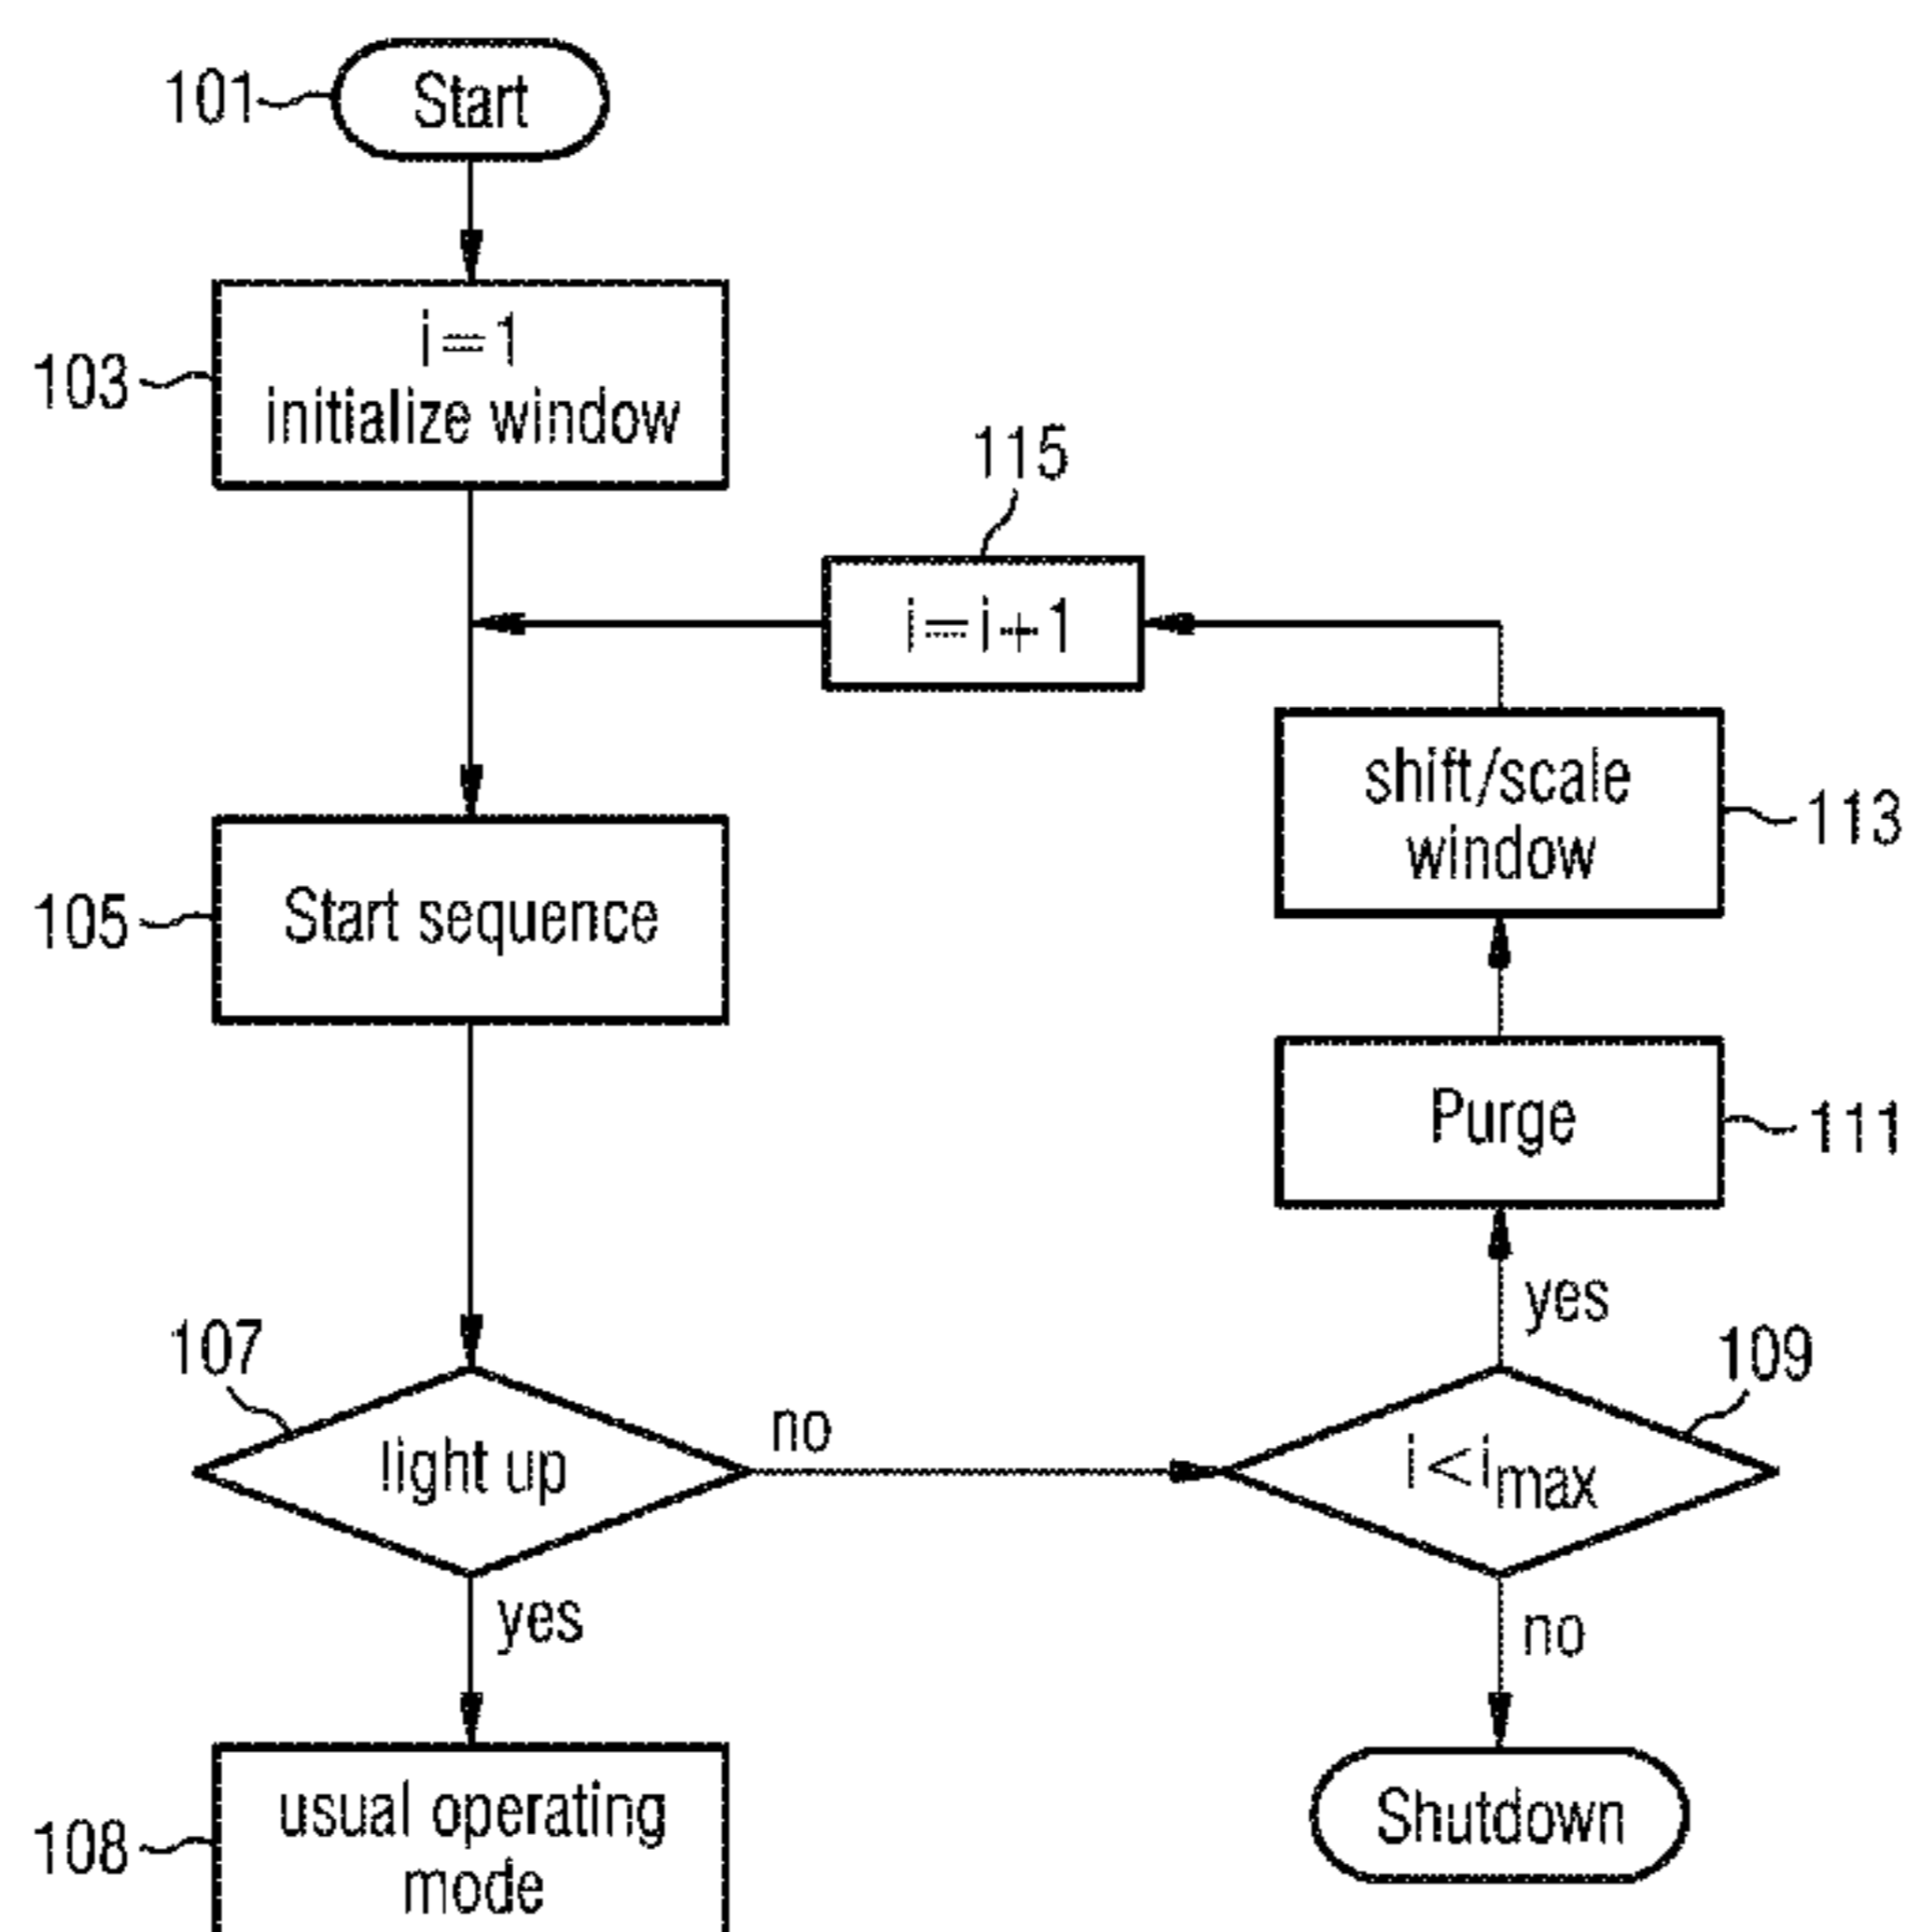 101
Start
i=1
initialize window
103
115
i=i+1
shift/scale
window
113
Start sequence
105
Purge
111
yes
107
light up
no
109
i<imax
yes
no
usual operating
mode
108
Shutdown